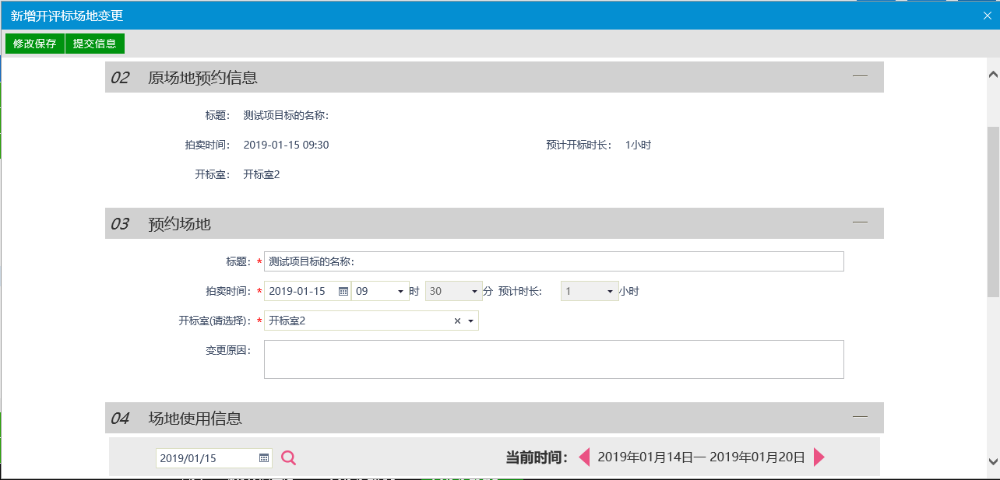 新增开评标场地变更
修改保存 提交信息
02 原场地预约信息
标题： 测试项目标的名称：
拍卖时间： 2019-01-15 09:30 预计开标时长： 1小时
开标室： 开标室2
03 预约场地
标题：* 测试项目标的名称：
拍卖时间：* 2019-01-15 09 时 30 分 预计时长： 1 小时
开标室(请选择)：* 开标室2
变更原因：
04 场地使用信息
2019/01/15 当前时间： 2019年01月14日— 2019年01月20日